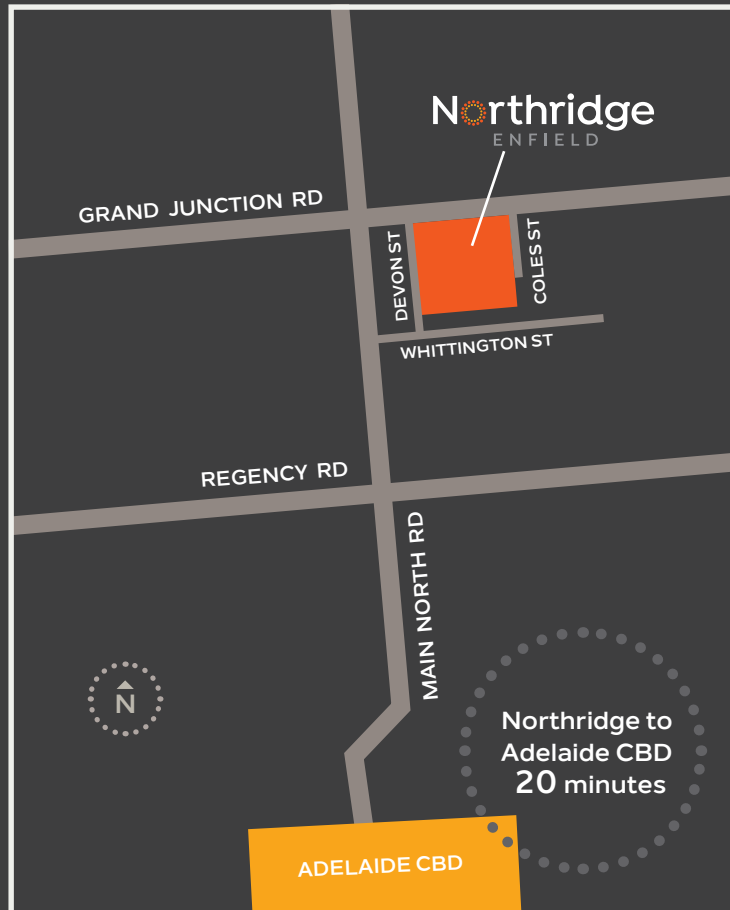 Northridge
ENFIELD
GRAND JUNCTION RD
DEVON ST
COLES ST
WHITTINGTON ST
REGENCY RD
MAIN NORTH RD
N
Northridge to
Adelaide CBD
20 minutes
ADELAIDE CBD